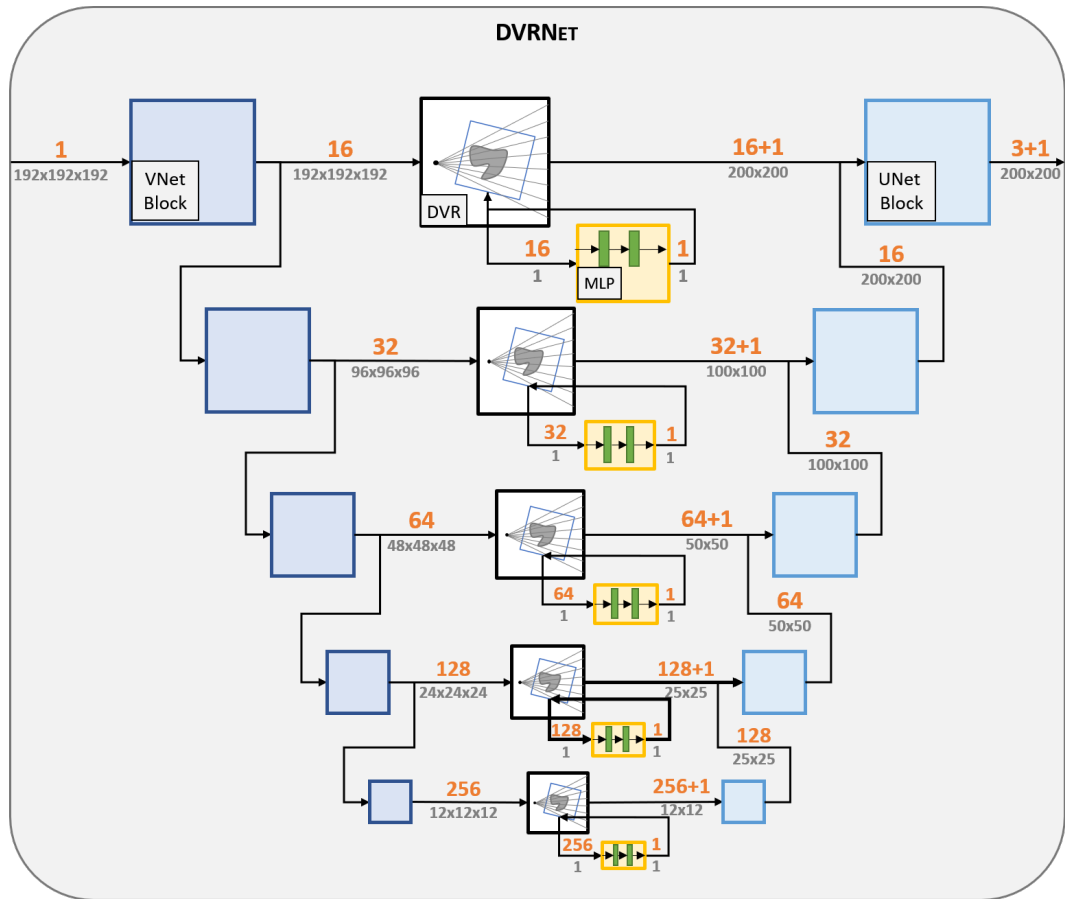 DVRNET
1
192x192x192
VNet
Block
16
192x192x192
DVR
16+1
200x200
UNet
Block
3+1
200x200
16
1
MLP
1
1
16
200x200
32
96x96x96
32+1
100x100
32
1
1
1
32
100x100
64
48x48x48
64+1
50x50
64
1
1
1
64
50x50
128
24x24x24
128+1
25x25
128
1
1
1
128
25x25
256
12x12x12
256+1
12x12
256
1
1
1